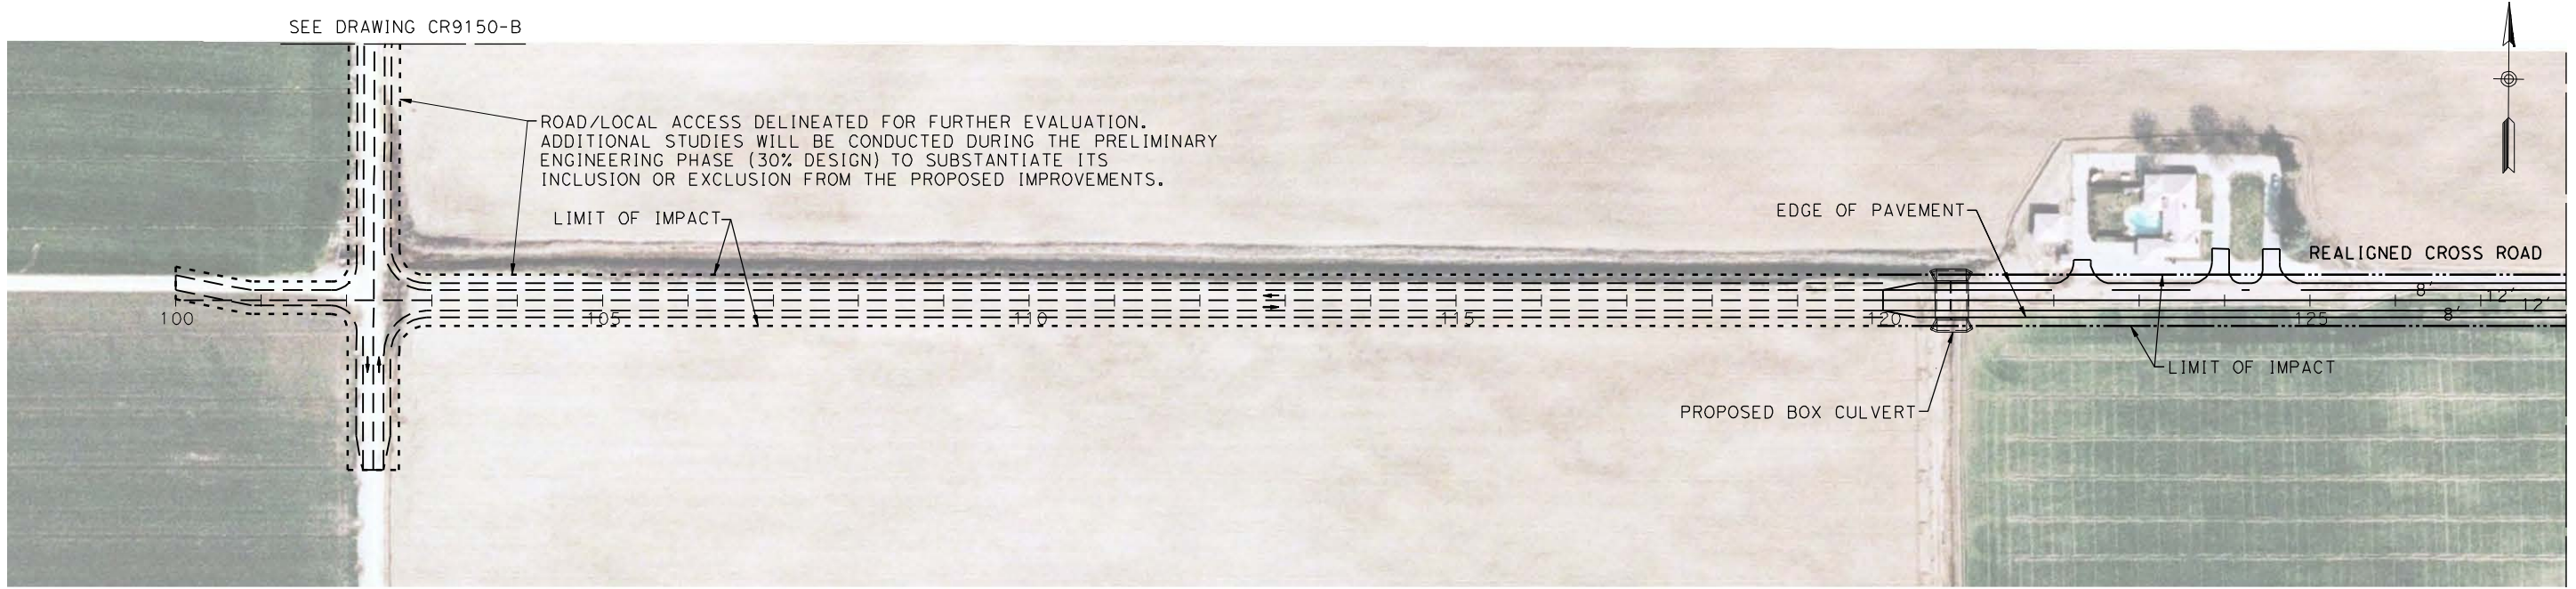 SEE DRAWING CR9150-B
ROAD/LOCAL ACCESS DELINEATED FOR FURTHER EVALUATION.
ADDITIONAL STUDIES WILL BE CONDUCTED DURING THE PRELIMINARY
ENGINEERING PHASE (30% DESIGN) TO SUBSTANTIATE ITS
INCLUSION OR EXCLUSION FROM THE PROPOSED IMPROVEMENTS.
LIMIT OF IMPACT
EDGE OF PAVEMENT
REALIGNED CROSS ROAD
8' 12'
8' 12'
100 105 110 115 120 125
LIMIT OF IMPACT
PROPOSED BOX CULVERT